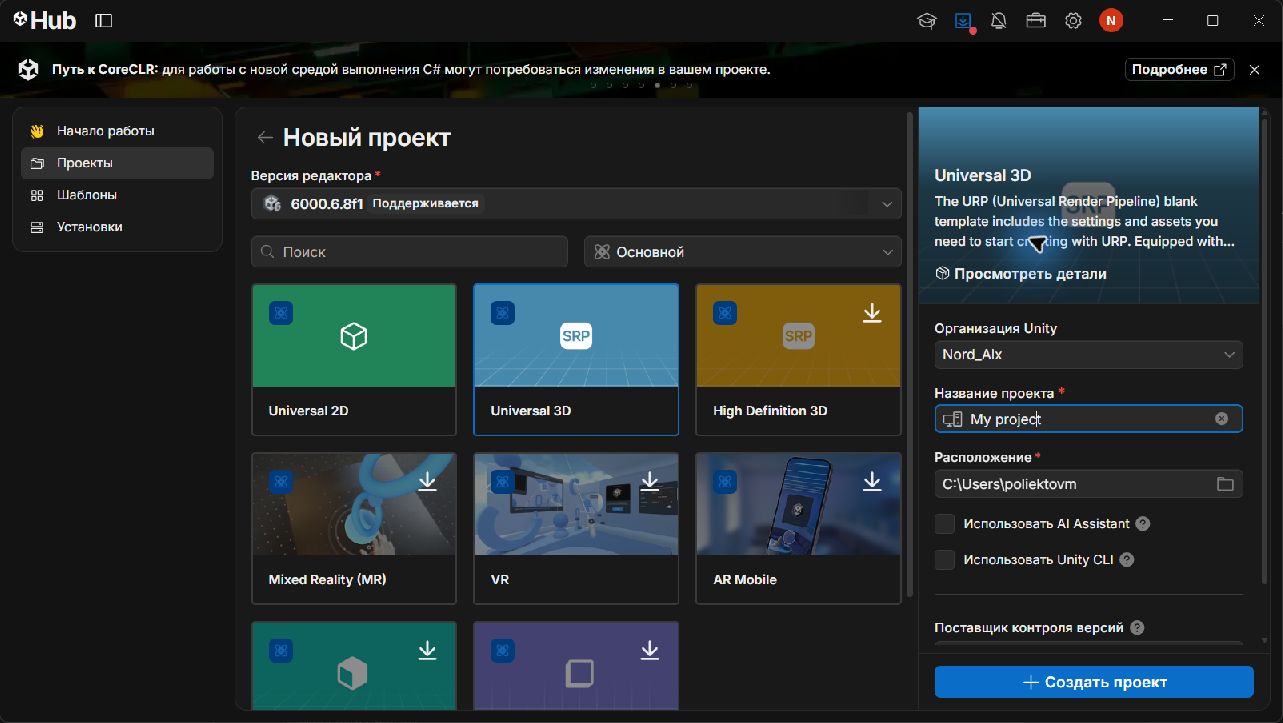 Hub
N
Путь к CoreCLR: для работы с новой средой выполнения C# могут потребоваться изменения в вашем проекте.
Подробнее
Начало работы
Проекты
Шаблоны
Установки
Новый проект
Версия редактора *
6000.6.8f1 Поддерживается
Поиск
Основной
SRP
SRP
Universal 2D
Universal 3D
High Definition 3D
Mixed Reality (MR)
VR
AR Mobile
SRP
Universal 3D
The URP (Universal Render Pipeline) blank
template includes the settings and assets you
need to start creating with URP. Equipped with...
Просмотреть детали
Организация Unity
Nord_Alx
Название проекта *
My project
Расположение *
C:\Users\poliektovm
Использовать AI Assistant ?
Использовать Unity CLI ?
Поставщик контроля версий ?
+ Создать проект